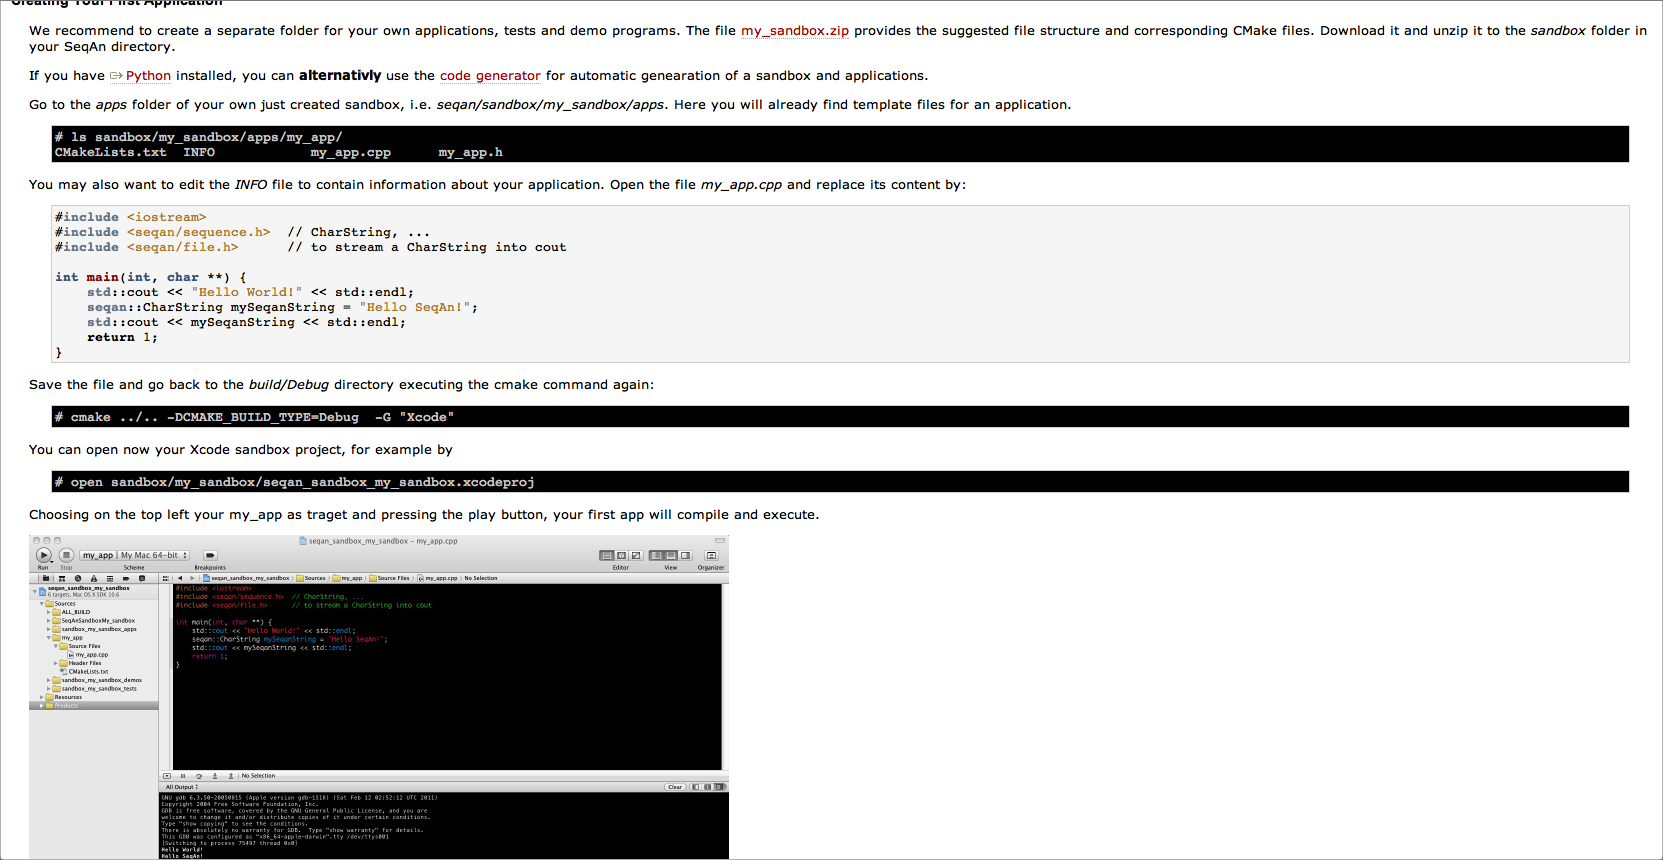 Creating Your First Application
We recommend to create a separate folder for your own applications, tests and demo programs. The file my_sandbox.zip provides the suggested file structure and corresponding CMake files. Download it and unzip it to the sandbox folder in
your SeqAn directory.
If you have Python installed, you can alternativly use the code generator for automatic genearation of a sandbox and applications.
Go to the apps folder of your own just created sandbox, i.e. seqan/sandbox/my_sandbox/apps. Here you will already find template files for an application.
# ls sandbox/my_sandbox/apps/my_app/
CMakeLists.txt  INFO            my_app.cpp      my_app.h
You may also want to edit the INFO file to contain information about your application. Open the file my_app.cpp and replace its content by:
#include <iostream>
#include <seqan/sequence.h>  // CharString, ...
#include <seqan/file.h>      // to stream a CharString into cout
int main(int, char **) {
    std::cout << "Hello World!" << std::endl;
    seqan::CharString mySeqanString = "Hello SeqAn!";
    std::cout << mySeqanString << std::endl;
    return 1;
}
Save the file and go back to the build/Debug directory executing the cmake command again:
# cmake ../.. -DCMAKE_BUILD_TYPE=Debug  -G "Xcode"
You can open now your Xcode sandbox project, for example by
# open sandbox/my_sandbox/seqan_sandbox_my_sandbox.xcodeproj
Choosing on the top left your my_app as traget and pressing the play button, your first app will compile and execute.
seqan_sandbox_my_sandbox - my_app.cpp
my_app | My Mac 64-bit
Run Stop Scheme Breakpoints Editor View Organizer
seqan_sandbox_my_sandbox Sources my_app Source Files my_app.cpp No Selection
seqan_sandbox_my_sandbox
6 targets, Mac OS X SDK 10.6
Sources
ALL_BUILD
SeqAnSandboxMy_sandbox
sandbox_my_sandbox_apps
my_app
Source Files
my_app.cpp
Header Files
CMakeLists.txt
sandbox_my_sandbox_demos
sandbox_my_sandbox_tests
Resources
Products
#include <iostream>
#include <seqan/sequence.h>  // CharString, ...
#include <seqan/file.h>      // to stream a CharString into cout
int main(int, char **) {
    std::cout << "Hello World!" << std::endl;
    seqan::CharString mySeqanString = "Hello SeqAn!";
    std::cout << mySeqanString << std::endl;
    return 1;
}
No Selection
All Output Clear
GNU gdb 6.3.50-20050815 (Apple version gdb-1518) (Sat Feb 12 02:52:12 UTC 2011)
Copyright 2004 Free Software Foundation, Inc.
GDB is free software, covered by the GNU General Public License, and you are
welcome to change it and/or distribute copies of it under certain conditions.
Type "show copying" to see the conditions.
There is absolutely no warranty for GDB.  Type "show warranty" for details.
This GDB was configured as "x86_64-apple-darwin".tty /dev/ttys001
[Switching to process 75497 thread 0x0]
Hello World!
Hello SeqAn!